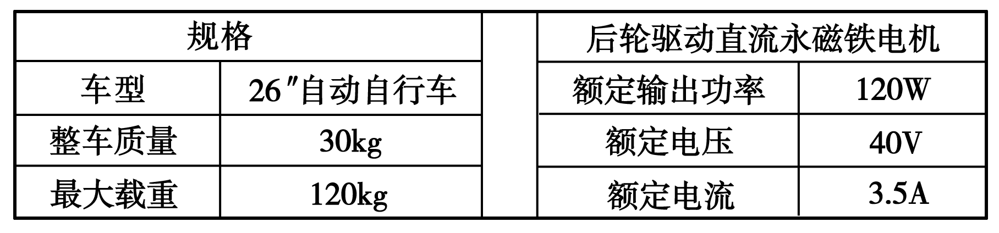 规格 后轮驱动直流永磁铁电机
车型 26″自动自行车 额定输出功率 120W
整车质量 30kg 额定电压 40V
最大载重 120kg 额定电流 3.5A